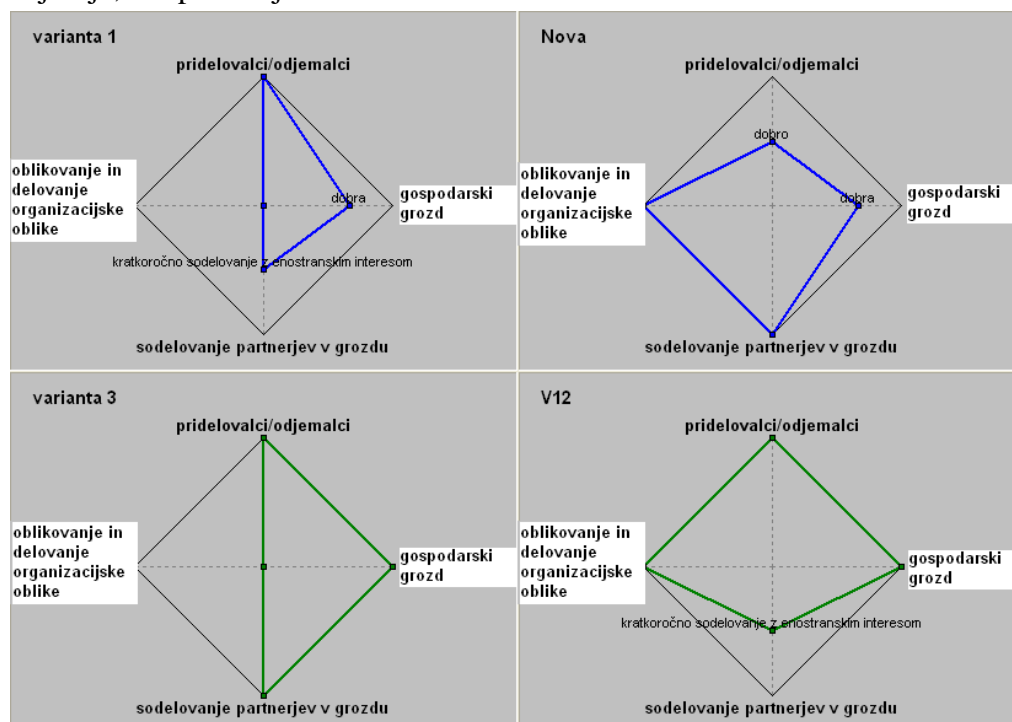 varianta 1
pridelovalci/odjemalci
oblikovanje in
delovanje
organizacijske
oblike
dobra
gospodarski
grozd
kratkoročno sodelovanje z enostranskim interesom
sodelovanje partnerjev v grozdu
Nova
pridelovalci/odjemalci
dobro
oblikovanje in
delovanje
organizacijske
oblike
dobra
gospodarski
grozd
sodelovanje partnerjev v grozdu
varianta 3
pridelovalci/odjemalci
oblikovanje in
delovanje
organizacijske
oblike
gospodarski
grozd
sodelovanje partnerjev v grozdu
V12
pridelovalci/odjemalci
oblikovanje in
delovanje
organizacijske
oblike
gospodarski
grozd
kratkoročno sodelovanje z enostranskim interesom
sodelovanje partnerjev v grozdu